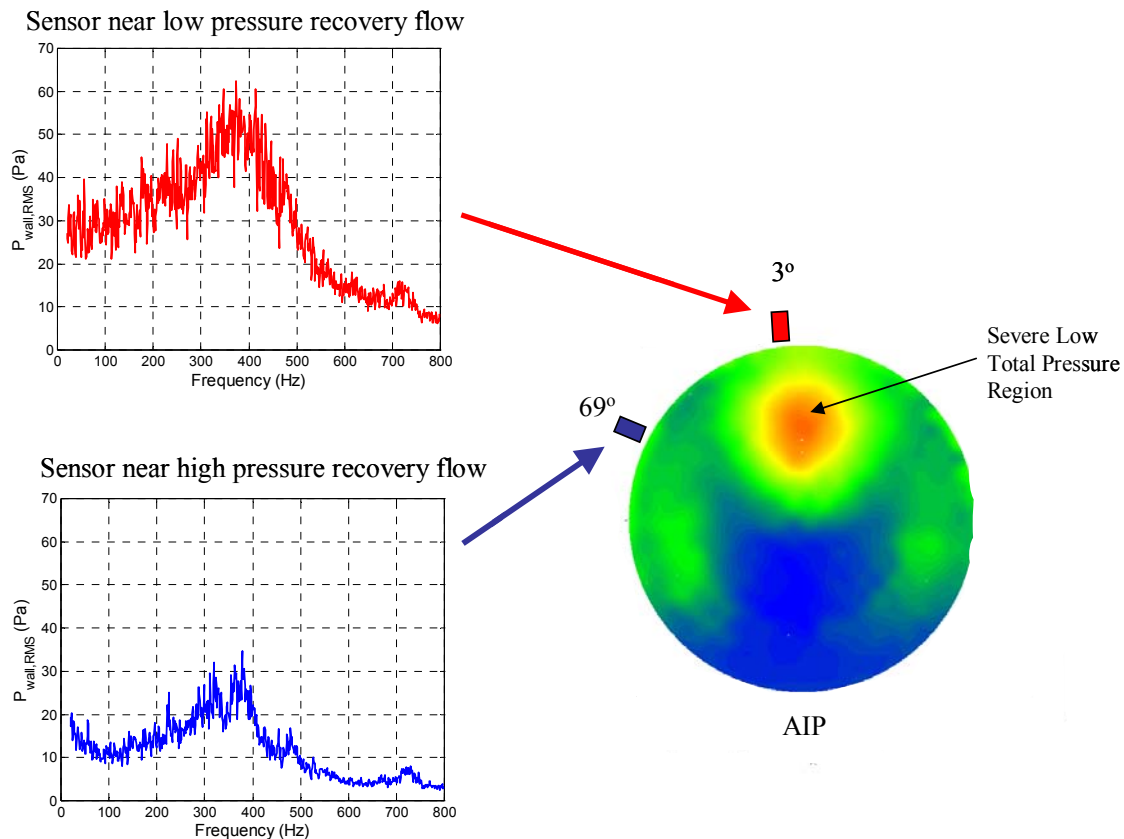 Sensor near low pressure recovery flow
70
60
50
40
30
20
10
0
P wall,RMS (Pa)
0 100 200 300 400 500 600 700 800
Frequency (Hz)
3º
Severe Low
Total Pressure
Region
69º
Sensor near high pressure recovery flow
70
60
50
40
30
20
10
0
P wall,RMS (Pa)
0 100 200 300 400 500 600 700 800
Frequency (Hz)
AIP